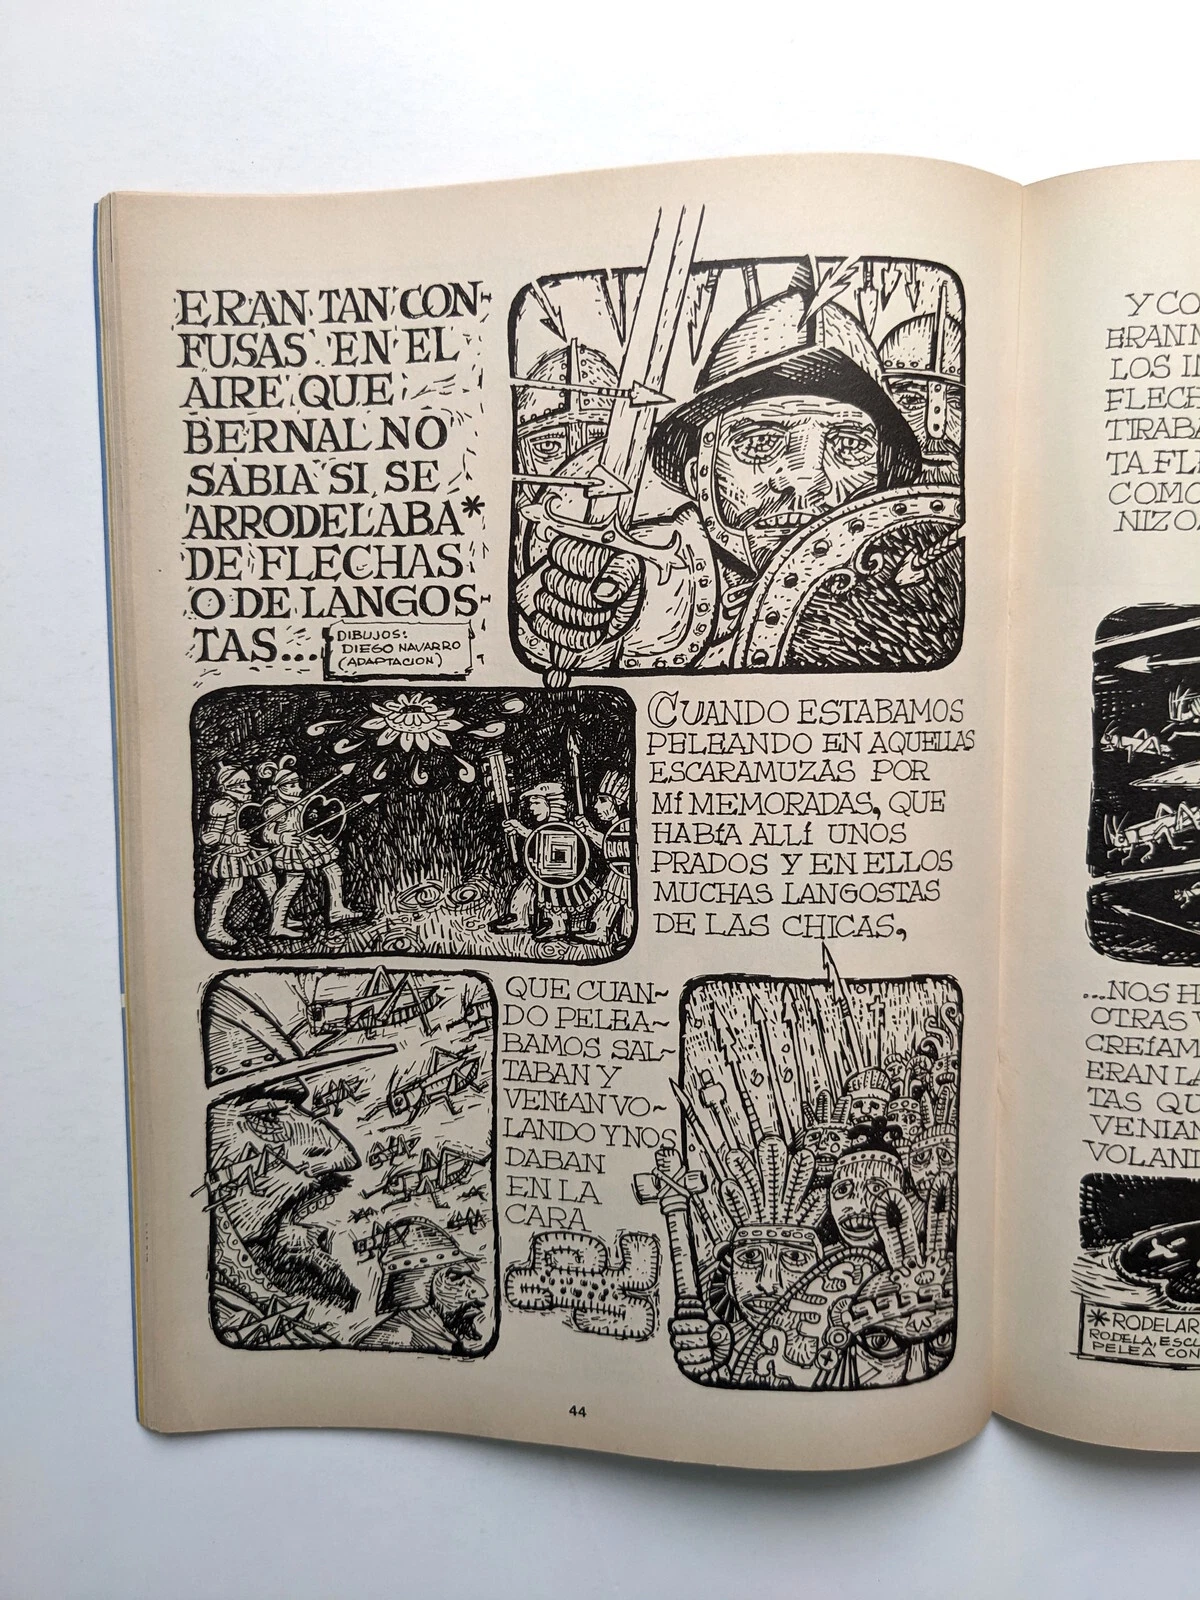 ERAN TAN CON-
FUSAS EN EL
AIRE QUE
BERNAL NO
SABIA SI SE
ARRODELABA*
DE FLECHAS
O DE LANGOS-
TAS...
DIBUJOS:
DIEGO NAVARRO
(ADAPTACION)
CUANDO ESTABAMOS
PELEANDO EN AQUELLAS
ESCARAMUZAS POR
Mí MEMORADAS, QUE
HABíA ALLí UNOS
PRADOS Y EN ELLOS
MUCHAS LANGOSTAS
DE LAS CHICAS,
QUE CUAN-
DO PELEA-
BAMOS SAL-
TABAN Y
VENíAN VO-
LANDO Y NOS
DABAN
EN LA
CARA
44
Y CO
ERAN
LOS
FLECH
TIRABA
TA FL
COMO
NIZO
...NOS H
OTRAS
CREÍAM
ERAN LA
TAS QU
VENIAN
VOLAN
*RODELAR
RODELA, ESCU
PELEA CON